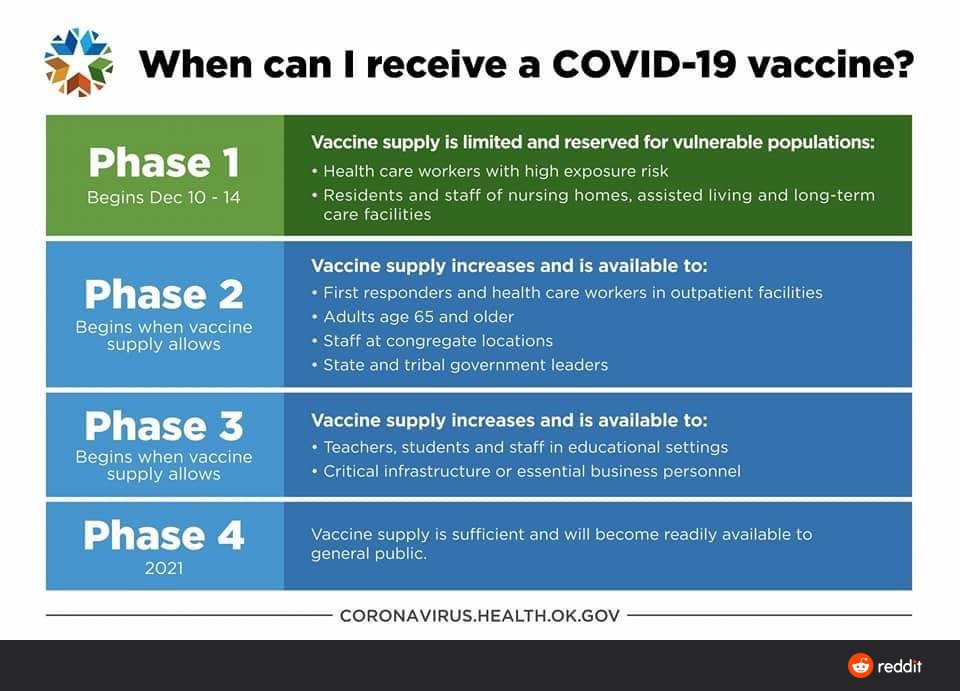 When can I receive a COVID-19 vaccine?
Phase 1
Begins Dec 10 - 14
Vaccine supply is limited and reserved for vulnerable populations:
• Health care workers with high exposure risk
• Residents and staff of nursing homes, assisted living and long-term
care facilities
Phase 2
Begins when vaccine
supply allows
Vaccine supply increases and is available to:
• First responders and health care workers in outpatient facilities
• Adults age 65 and older
• Staff at congregate locations
• State and tribal government leaders
Phase 3
Begins when vaccine
supply allows
Vaccine supply increases and is available to:
• Teachers, students and staff in educational settings
• Critical infrastructure or essential business personnel
Phase 4
2021
Vaccine supply is sufficient and will become readily available to
general public.
CORONAVIRUS.HEALTH.OK.GOV
reddit